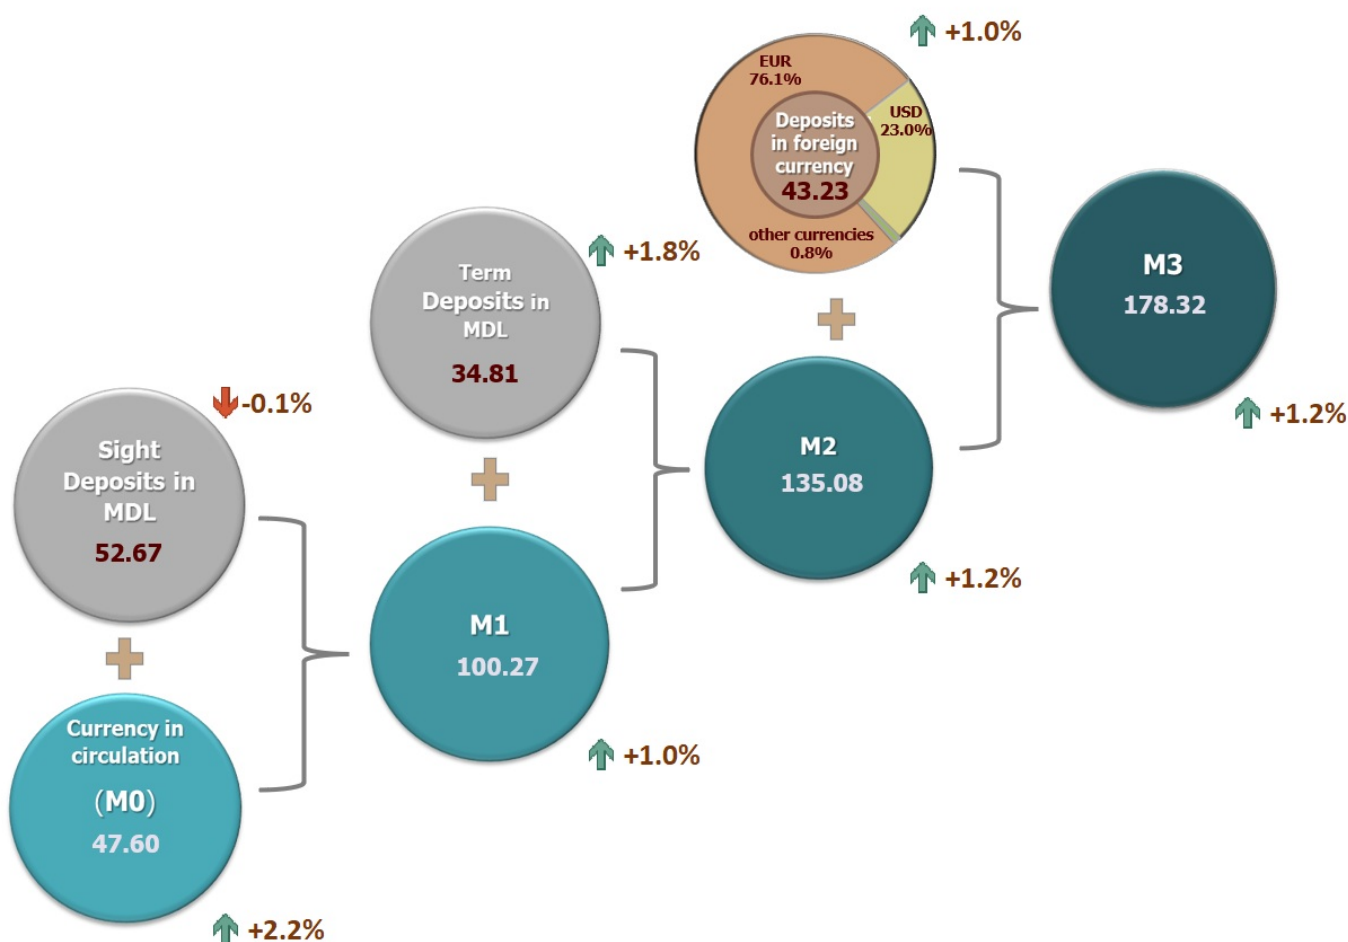 +1.0%
EUR
76.1%
USD
23.0%
Deposits
in foreign
currency
43.23
other currencies
0.8%
M3
178.32
+1.2%
+1.8%
Term
Deposits in
MDL
34.81
M2
135.08
+1.2%
-0.1%
Sight
Deposits in
MDL
52.67
M1
100.27
+1.0%
Currency in
circulation
(M0)
47.60
+2.2%